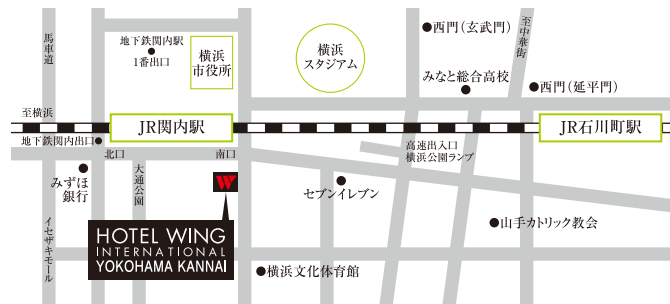 馬車道
地下鉄関内駅
1番出口
横浜
市役所
横浜
スタジアム
西門(玄武門)
至中華街
みなと総合高校
西門(延平門)
至横浜
JR関内駅
JR石川町駅
地下鉄関内出口
北口
南口
高速出入口
横浜公園ランプ
みずほ
銀行
大通公園
W
セブンイレブン
イセザキモール
山手カトリック教会
HOTEL WING
INTERNATIONAL
YOKOHAMA KANNAI
横浜文化体育館